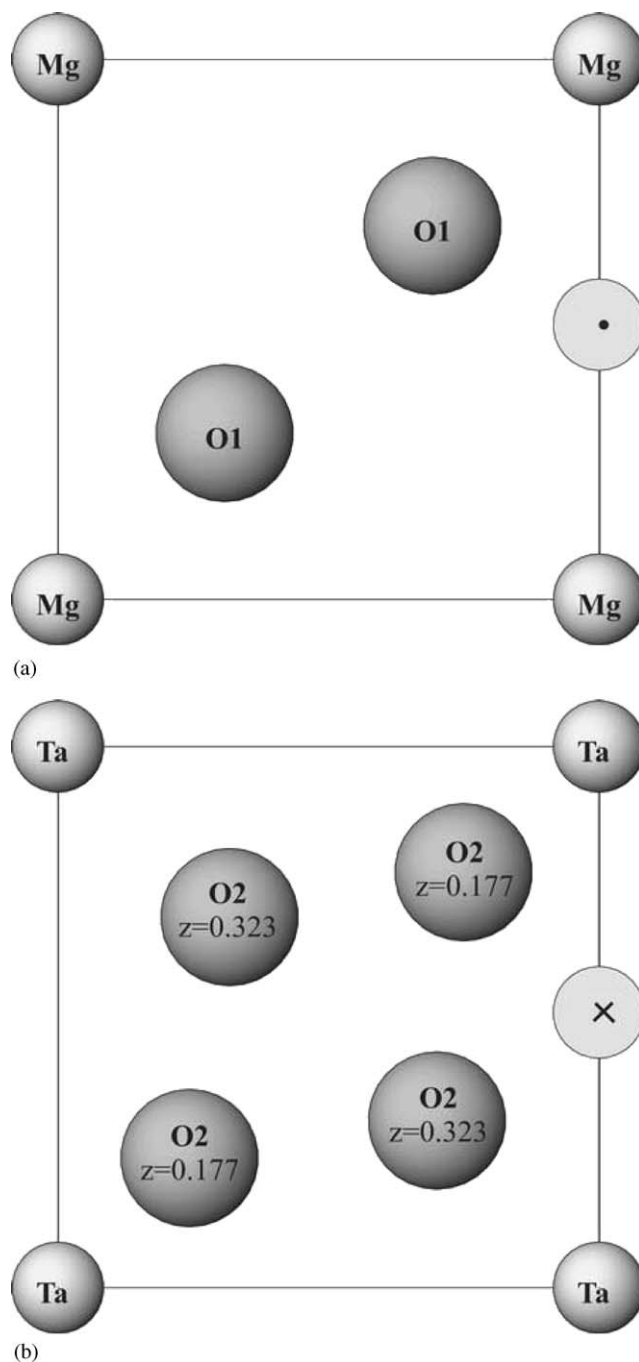 Mg Mg
O1
O1
Mg Mg
(a)
Ta Ta
O2
z=0.177
O2
z=0.323
O2
z=0.323
O2
z=0.177
Ta Ta
(b)